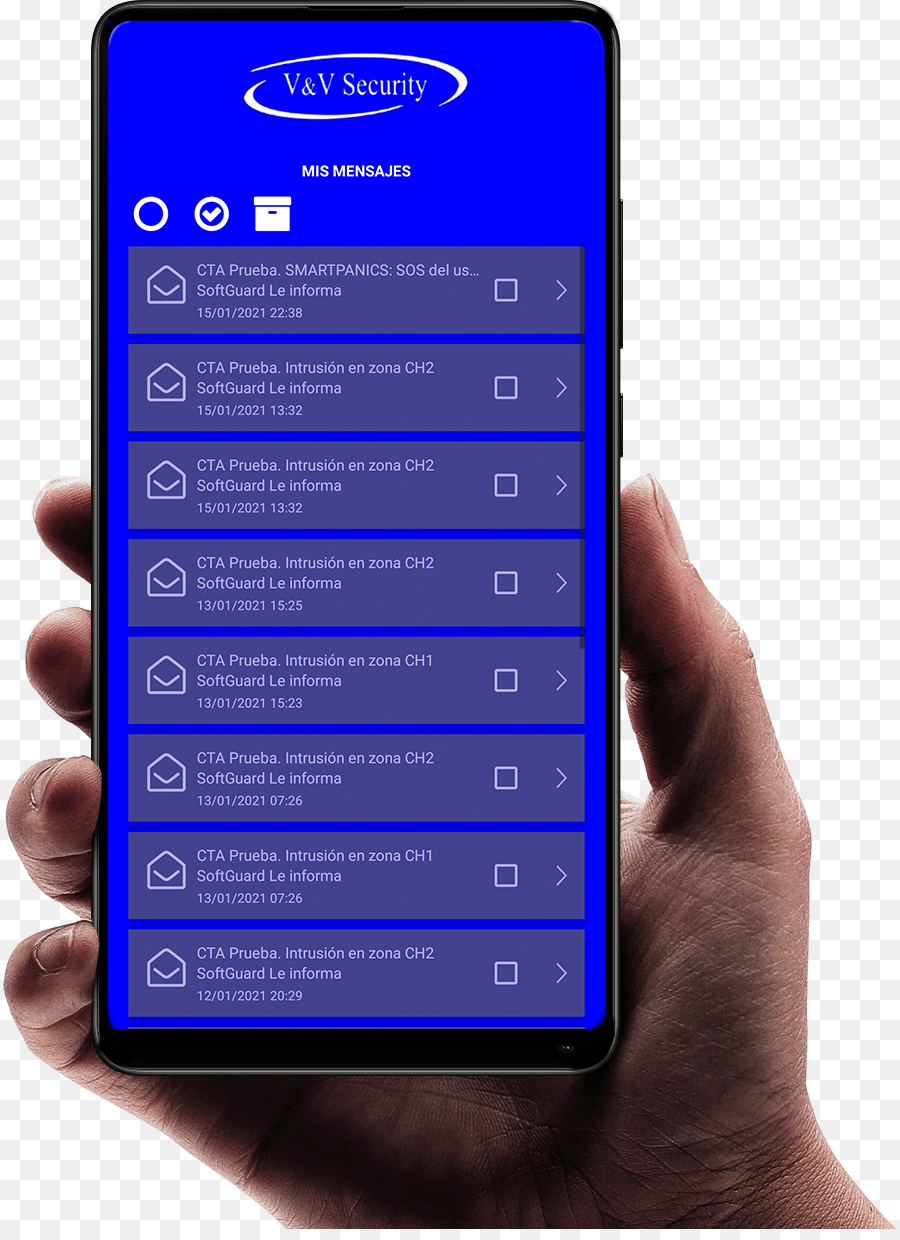 V&V Security
MIS MENSAJES
CTA Prueba. SMARTPANICS: SOS del us...
SoftGuard Le informa
15/01/2021 22:38
CTA Prueba. Intrusión en zona CH2
SoftGuard Le informa
15/01/2021 13:32
CTA Prueba. Intrusión en zona CH2
SoftGuard Le informa
15/01/2021 13:32
CTA Prueba. Intrusión en zona CH2
SoftGuard Le informa
13/01/2021 15:25
CTA Prueba. Intrusión en zona CH1
SoftGuard Le informa
13/01/2021 15:23
CTA Prueba. Intrusión en zona CH2
SoftGuard Le informa
13/01/2021 07:26
CTA Prueba. Intrusión en zona CH1
SoftGuard Le informa
13/01/2021 07:26
CTA Prueba. Intrusión en zona CH2
SoftGuard Le informa
12/01/2021 20:29